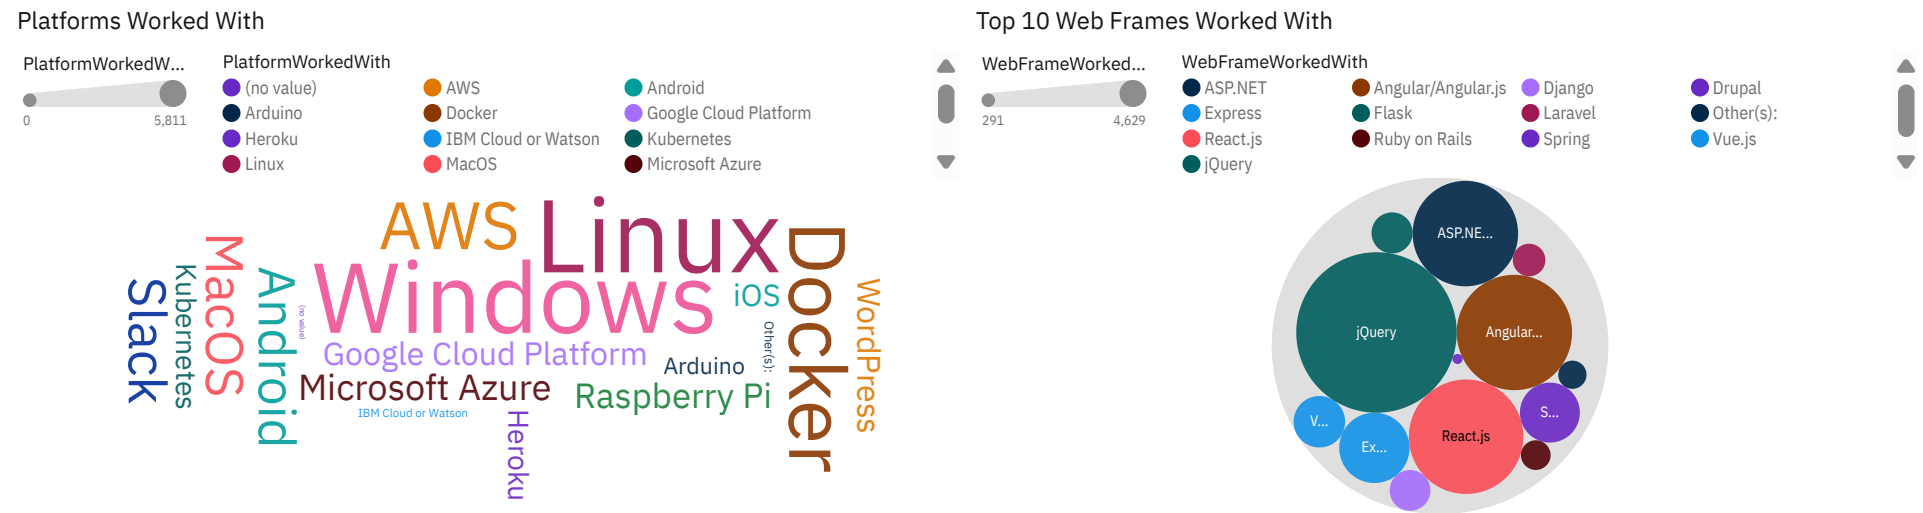 Platforms Worked With
PlatformWorkedW...
0 5,811
PlatformWorkedWith
(no value) AWS Android
Arduino Docker Google Cloud Platform
Heroku IBM Cloud or Watson Kubernetes
Linux MacOS Microsoft Azure
AWS
Linux
Docker
MacOS
Kubernetes
Slack
Android
(no value)
Windows
iOS
WordPress
Other(s):
Google Cloud Platform
Arduino
Microsoft Azure
Raspberry Pi
IBM Cloud or Watson
Heroku
Top 10 Web Frames Worked With
WebFrameWorked...
291 4,629
WebFrameWorkedWith
ASP.NET Angular/Angular.js Django Drupal
Express Flask Laravel Other(s):
React.js Ruby on Rails Spring Vue.js
jQuery
ASP.NE...
jQuery
Angular...
S...
V...
Ex...
React.js